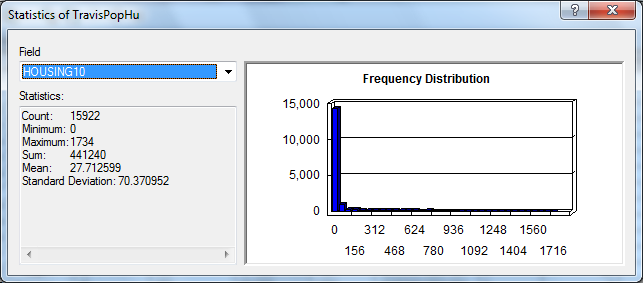 Statistics of TravisPopHu
Field
HOUSING10
Statistics:
Count: 15922
Minimum: 0
Maximum: 1734
Sum: 441240
Mean: 27.712599
Standard Deviation: 70.370952
Frequency Distribution
15,000
10,000
5,000
0
0 312 624 936 1248 1560
156 468 780 1092 1404 1716